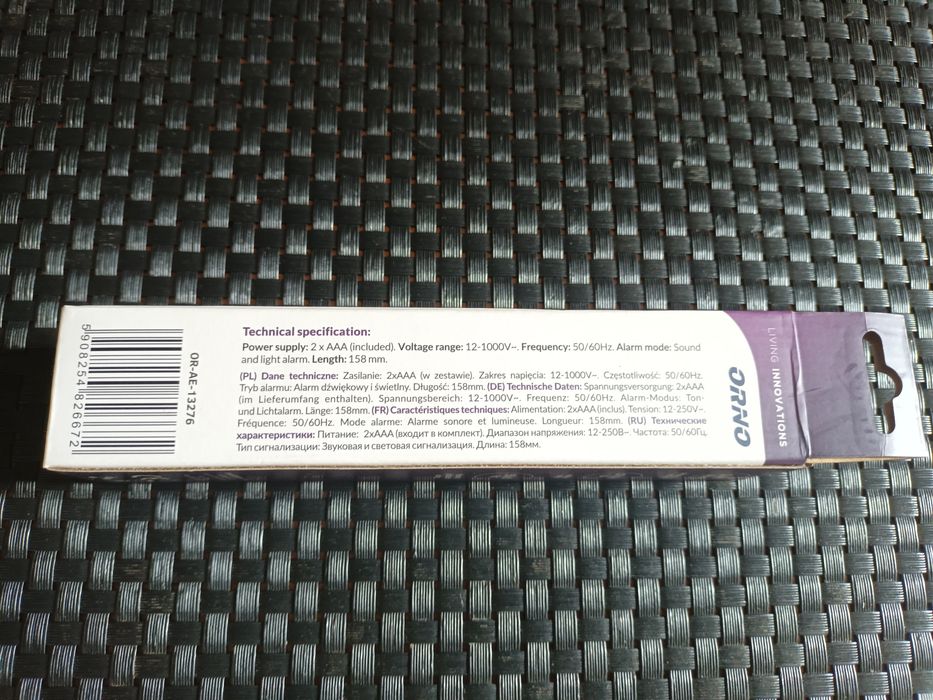 5908254826672
OR-AE-13276
Technical specification:
Power supply: 2 x AAA (included). Voltage range: 12-1000V~. Frequency: 50/60Hz. Alarm mode: Sound
and light alarm. Length: 158 mm.
(PL) Dane techniczne: Zasilanie: 2xAAA (w zestawie). Zakres napięcia: 12-1000V~. Częstotliwość: 50/60Hz.
Tryb alarmu: Alarm dźwiękowy i świetlny. Długość: 158mm. (DE) Technische Daten: Spannungsversorgung: 2xAAA
(im Lieferumfang enthalten). Spannungsbereich: 12-1000V~. Frequenz: 50/60Hz. Alarm-Modus: Ton-
und Lichtalarm. Länge: 158mm. (FR) Caractéristiques techniques: Alimentation: 2xAAA (inclus). Tension: 12-250V~.
Fréquence: 50/60Hz. Mode alarme: Alarme sonore et lumineuse. Longueur: 158mm. (RU) Технические
характеристики: Питание: 2xAAA (входит в комплект). Диапазон напряжения: 12-250В~. Частота: 50/60Гц.
Тип сигнализации: Звуковая и световая сигнализация. Длина: 158мм.
ORNO
LIVING INNOVATIONS